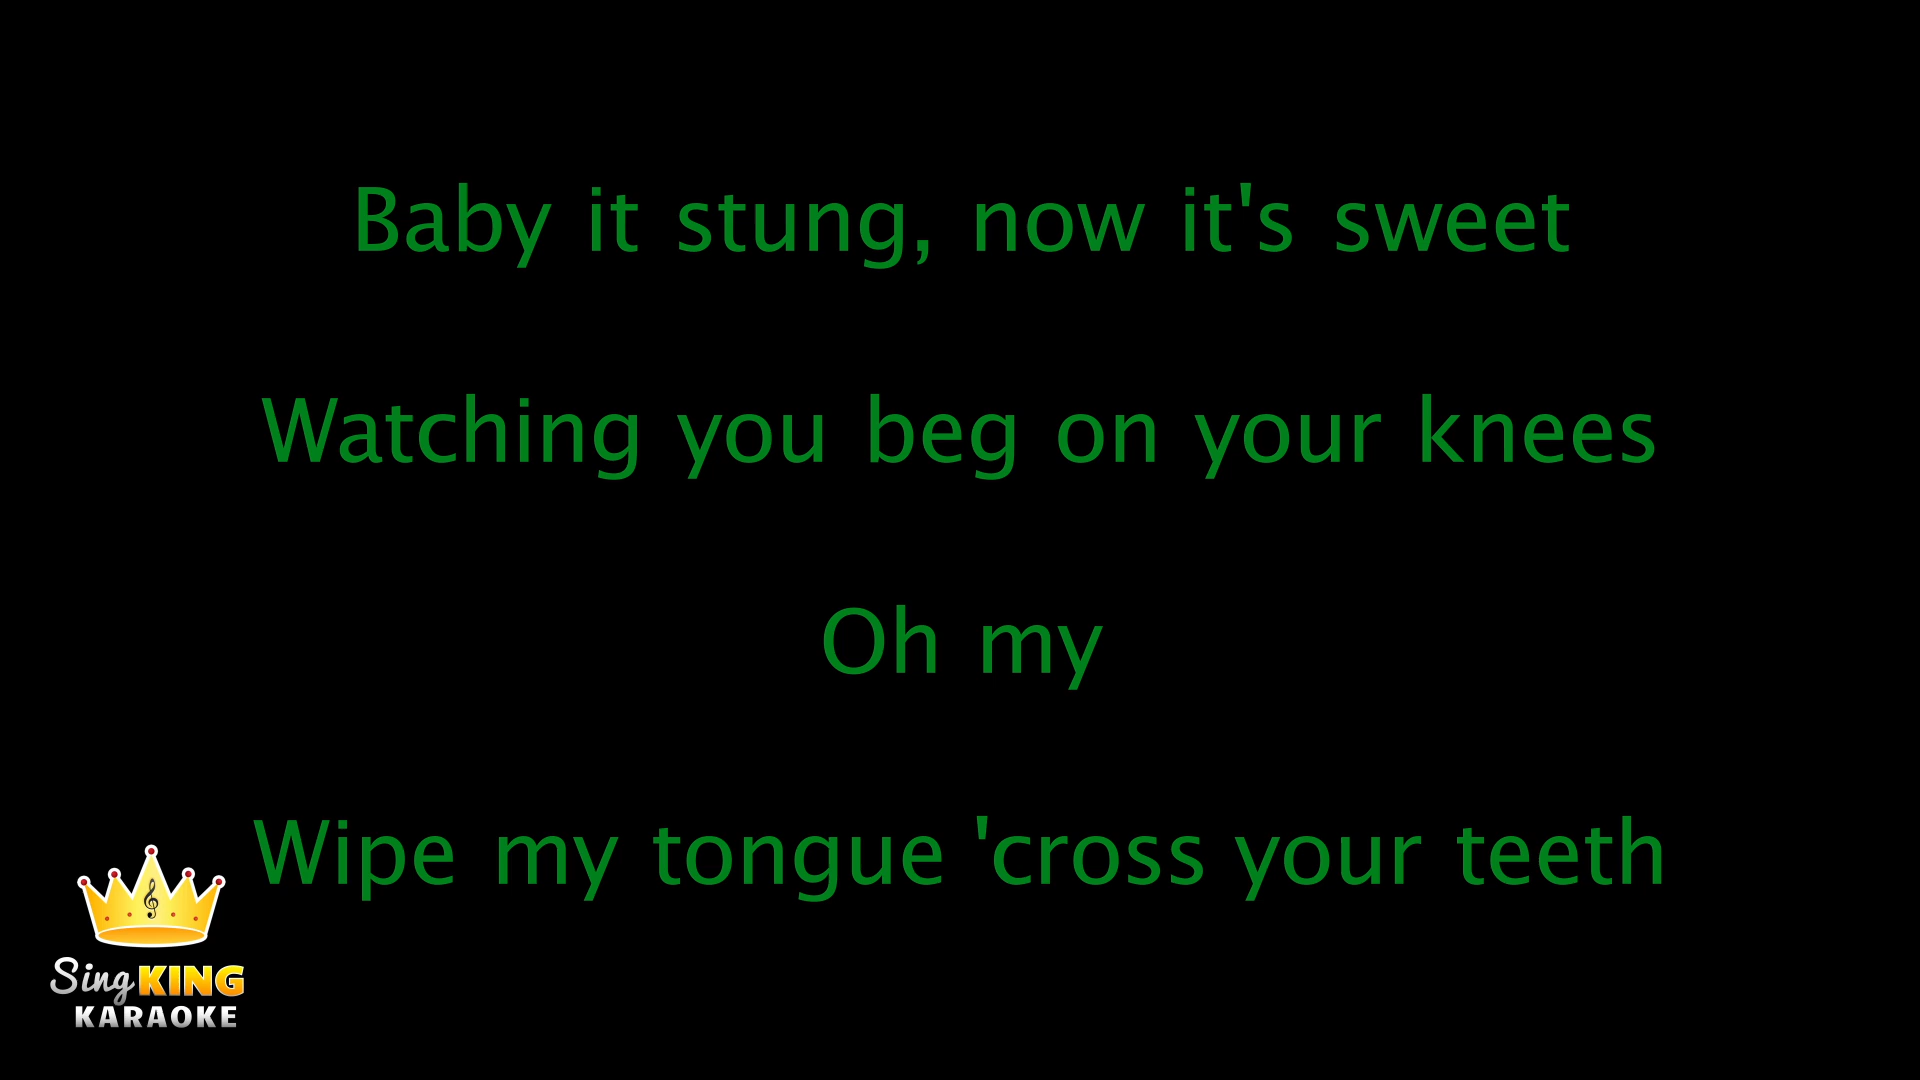 Baby it stung, now it's sweet
Watching you beg on your knees
Oh my
Wipe my tongue 'cross your teeth
Sing KING
KARAOKE